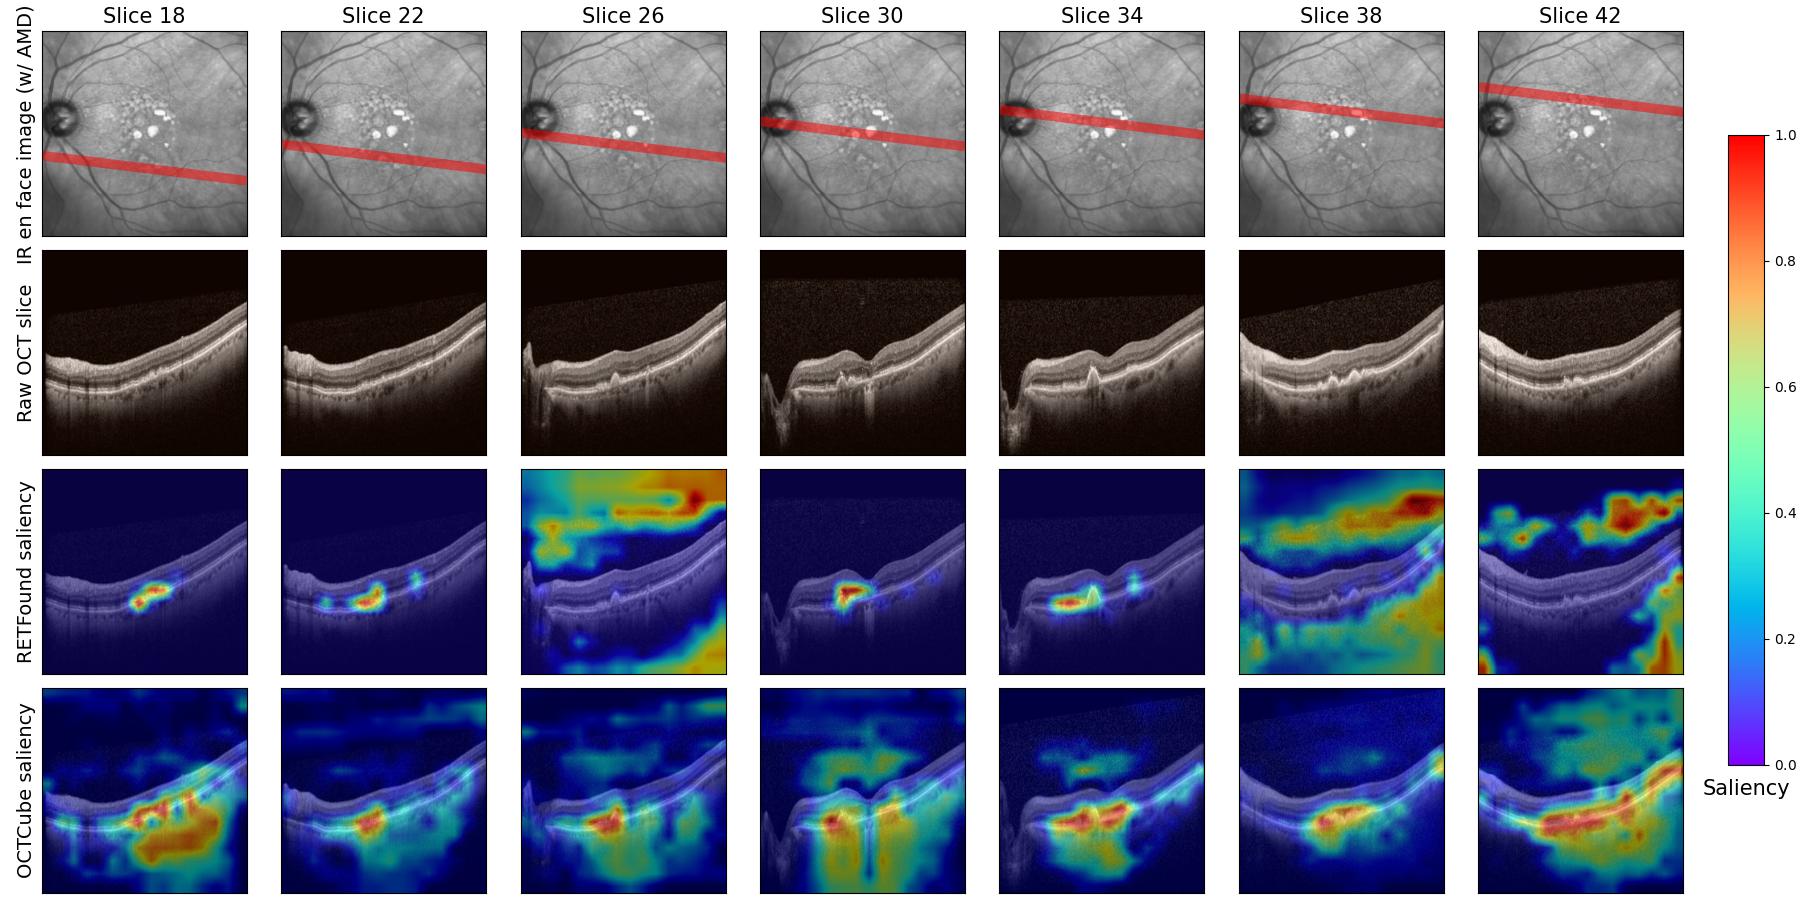 Slice 18
Slice 22
Slice 26
Slice 30
Slice 34
Slice 38
Slice 42
IR en face image (w/ AMD)
Raw OCT slice
RETFound saliency
OCTCube saliency
1.0
0.8
0.6
0.4
0.2
0.0
Saliency